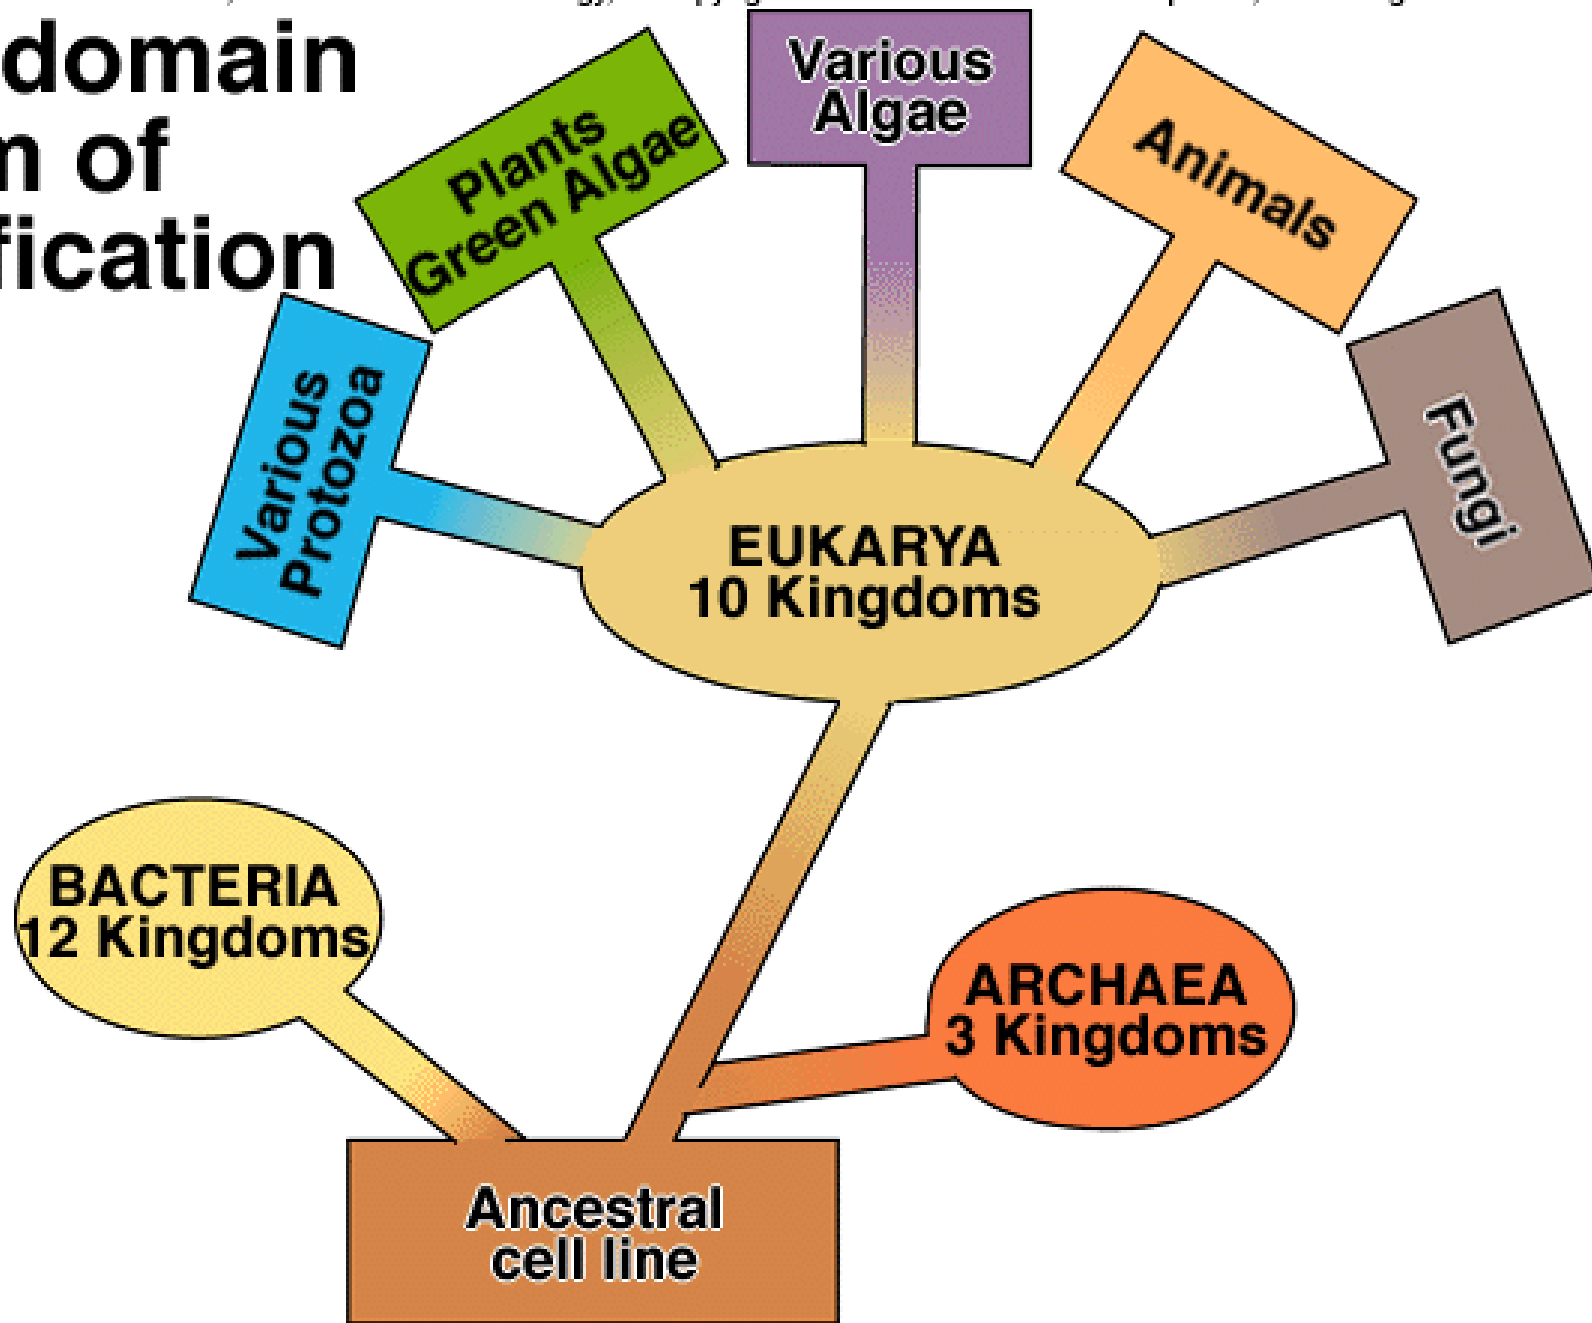 domain
of
fication
Various
Algae
Plants
Green Algae
Animals
Various
Protozoa
Fungi
EUKARYA
10 Kingdoms
BACTERIA
12 Kingdoms
ARCHAEA
3 Kingdoms
Ancestral
cell line